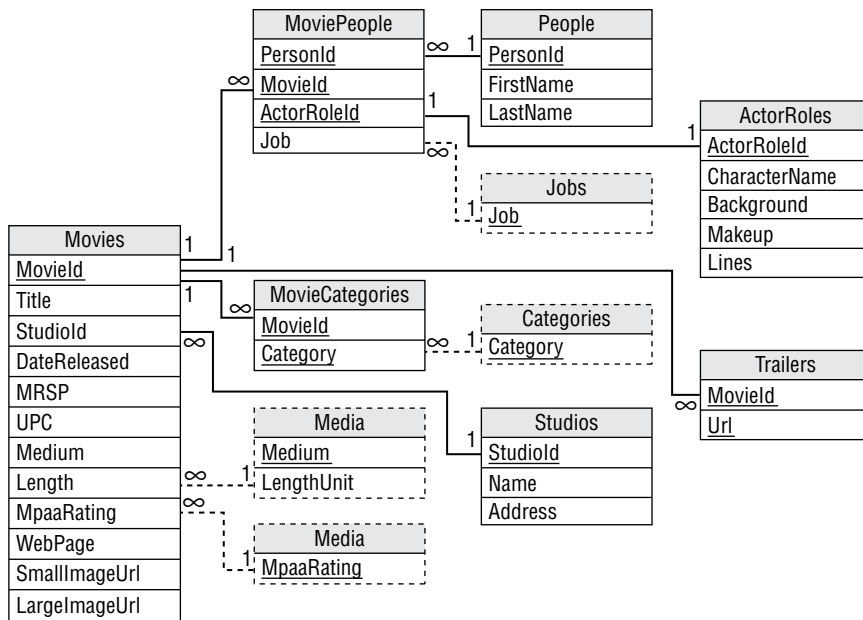 MoviePeople
PersonId
MovieId
ActorRoleId
Job
∞
1
∞
1
∞
People
PersonId
FirstName
LastName
1
ActorRoles
ActorRoleId
CharacterName
Background
Makeup
Lines
Jobs
Job
1
Movies
MovieId
Title
StudioId
DateReleased
MRSP
UPC
Medium
Length
MpaaRating
WebPage
SmallImageUrl
LargeImageUrl
1
1
1
∞
∞
∞
MovieCategories
MovieId
Category
∞
∞
Categories
Category
1
Trailers
MovieId
Url
∞
Media
Medium
LengthUnit
1
Studios
StudioId
Name
Address
1
Media
MpaaRating
1